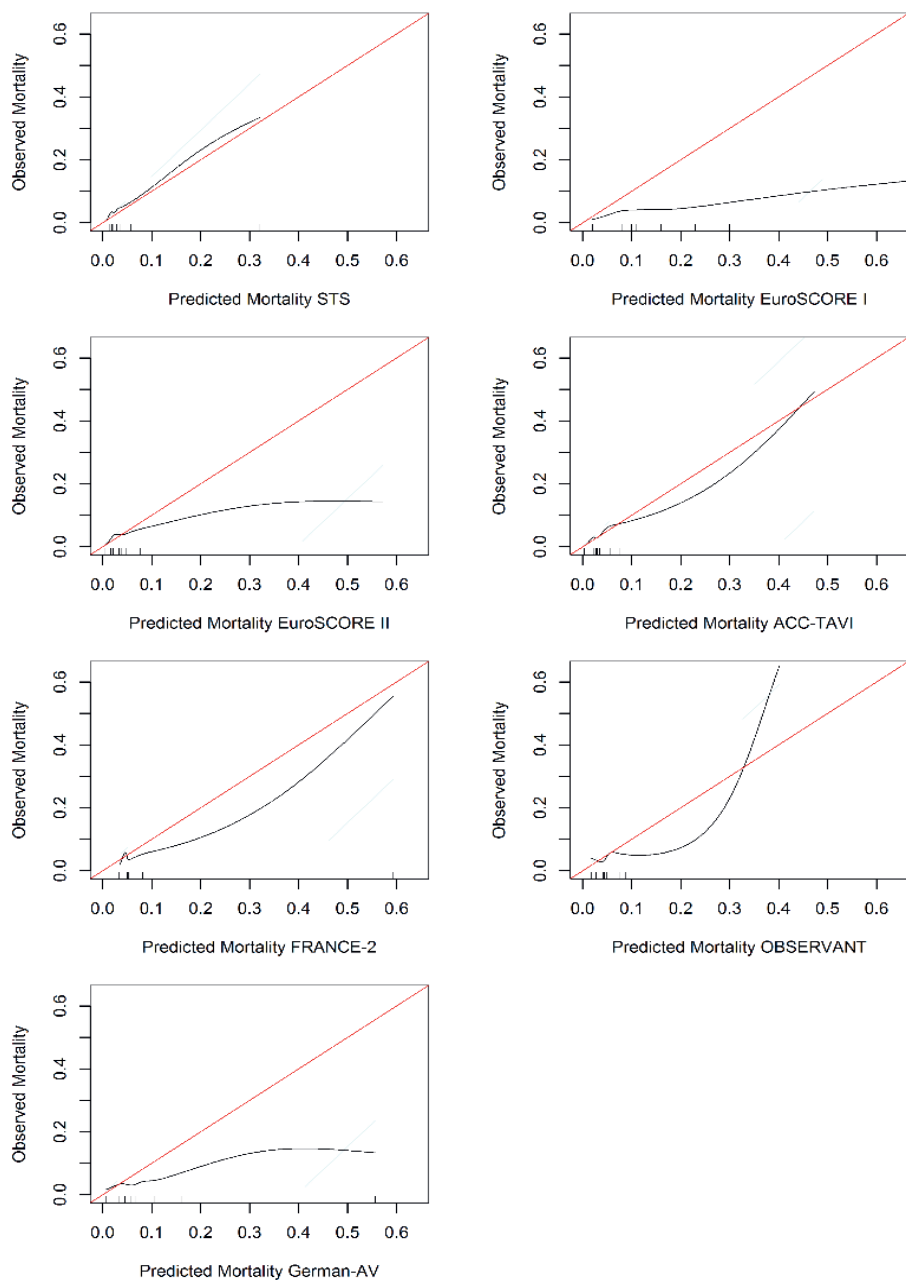 Observed Mortality
0.0 0.2 0.4 0.6
0.0 0.1 0.2 0.3 0.4 0.5 0.6
Predicted Mortality STS
Observed Mortality
0.0 0.2 0.4 0.6
0.0 0.1 0.2 0.3 0.4 0.5 0.6
Predicted Mortality EuroSCORE I
Observed Mortality
0.0 0.2 0.4 0.6
0.0 0.1 0.2 0.3 0.4 0.5 0.6
Predicted Mortality EuroSCORE II
Observed Mortality
0.0 0.2 0.4 0.6
0.0 0.1 0.2 0.3 0.4 0.5 0.6
Predicted Mortality ACC-TAVI
Observed Mortality
0.0 0.2 0.4 0.6
0.0 0.1 0.2 0.3 0.4 0.5 0.6
Predicted Mortality FRANCE-2
Observed Mortality
0.0 0.2 0.4 0.6
0.0 0.1 0.2 0.3 0.4 0.5 0.6
Predicted Mortality OBSERVANT
Observed Mortality
0.0 0.2 0.4 0.6
0.0 0.1 0.2 0.3 0.4 0.5 0.6
Predicted Mortality German-AV